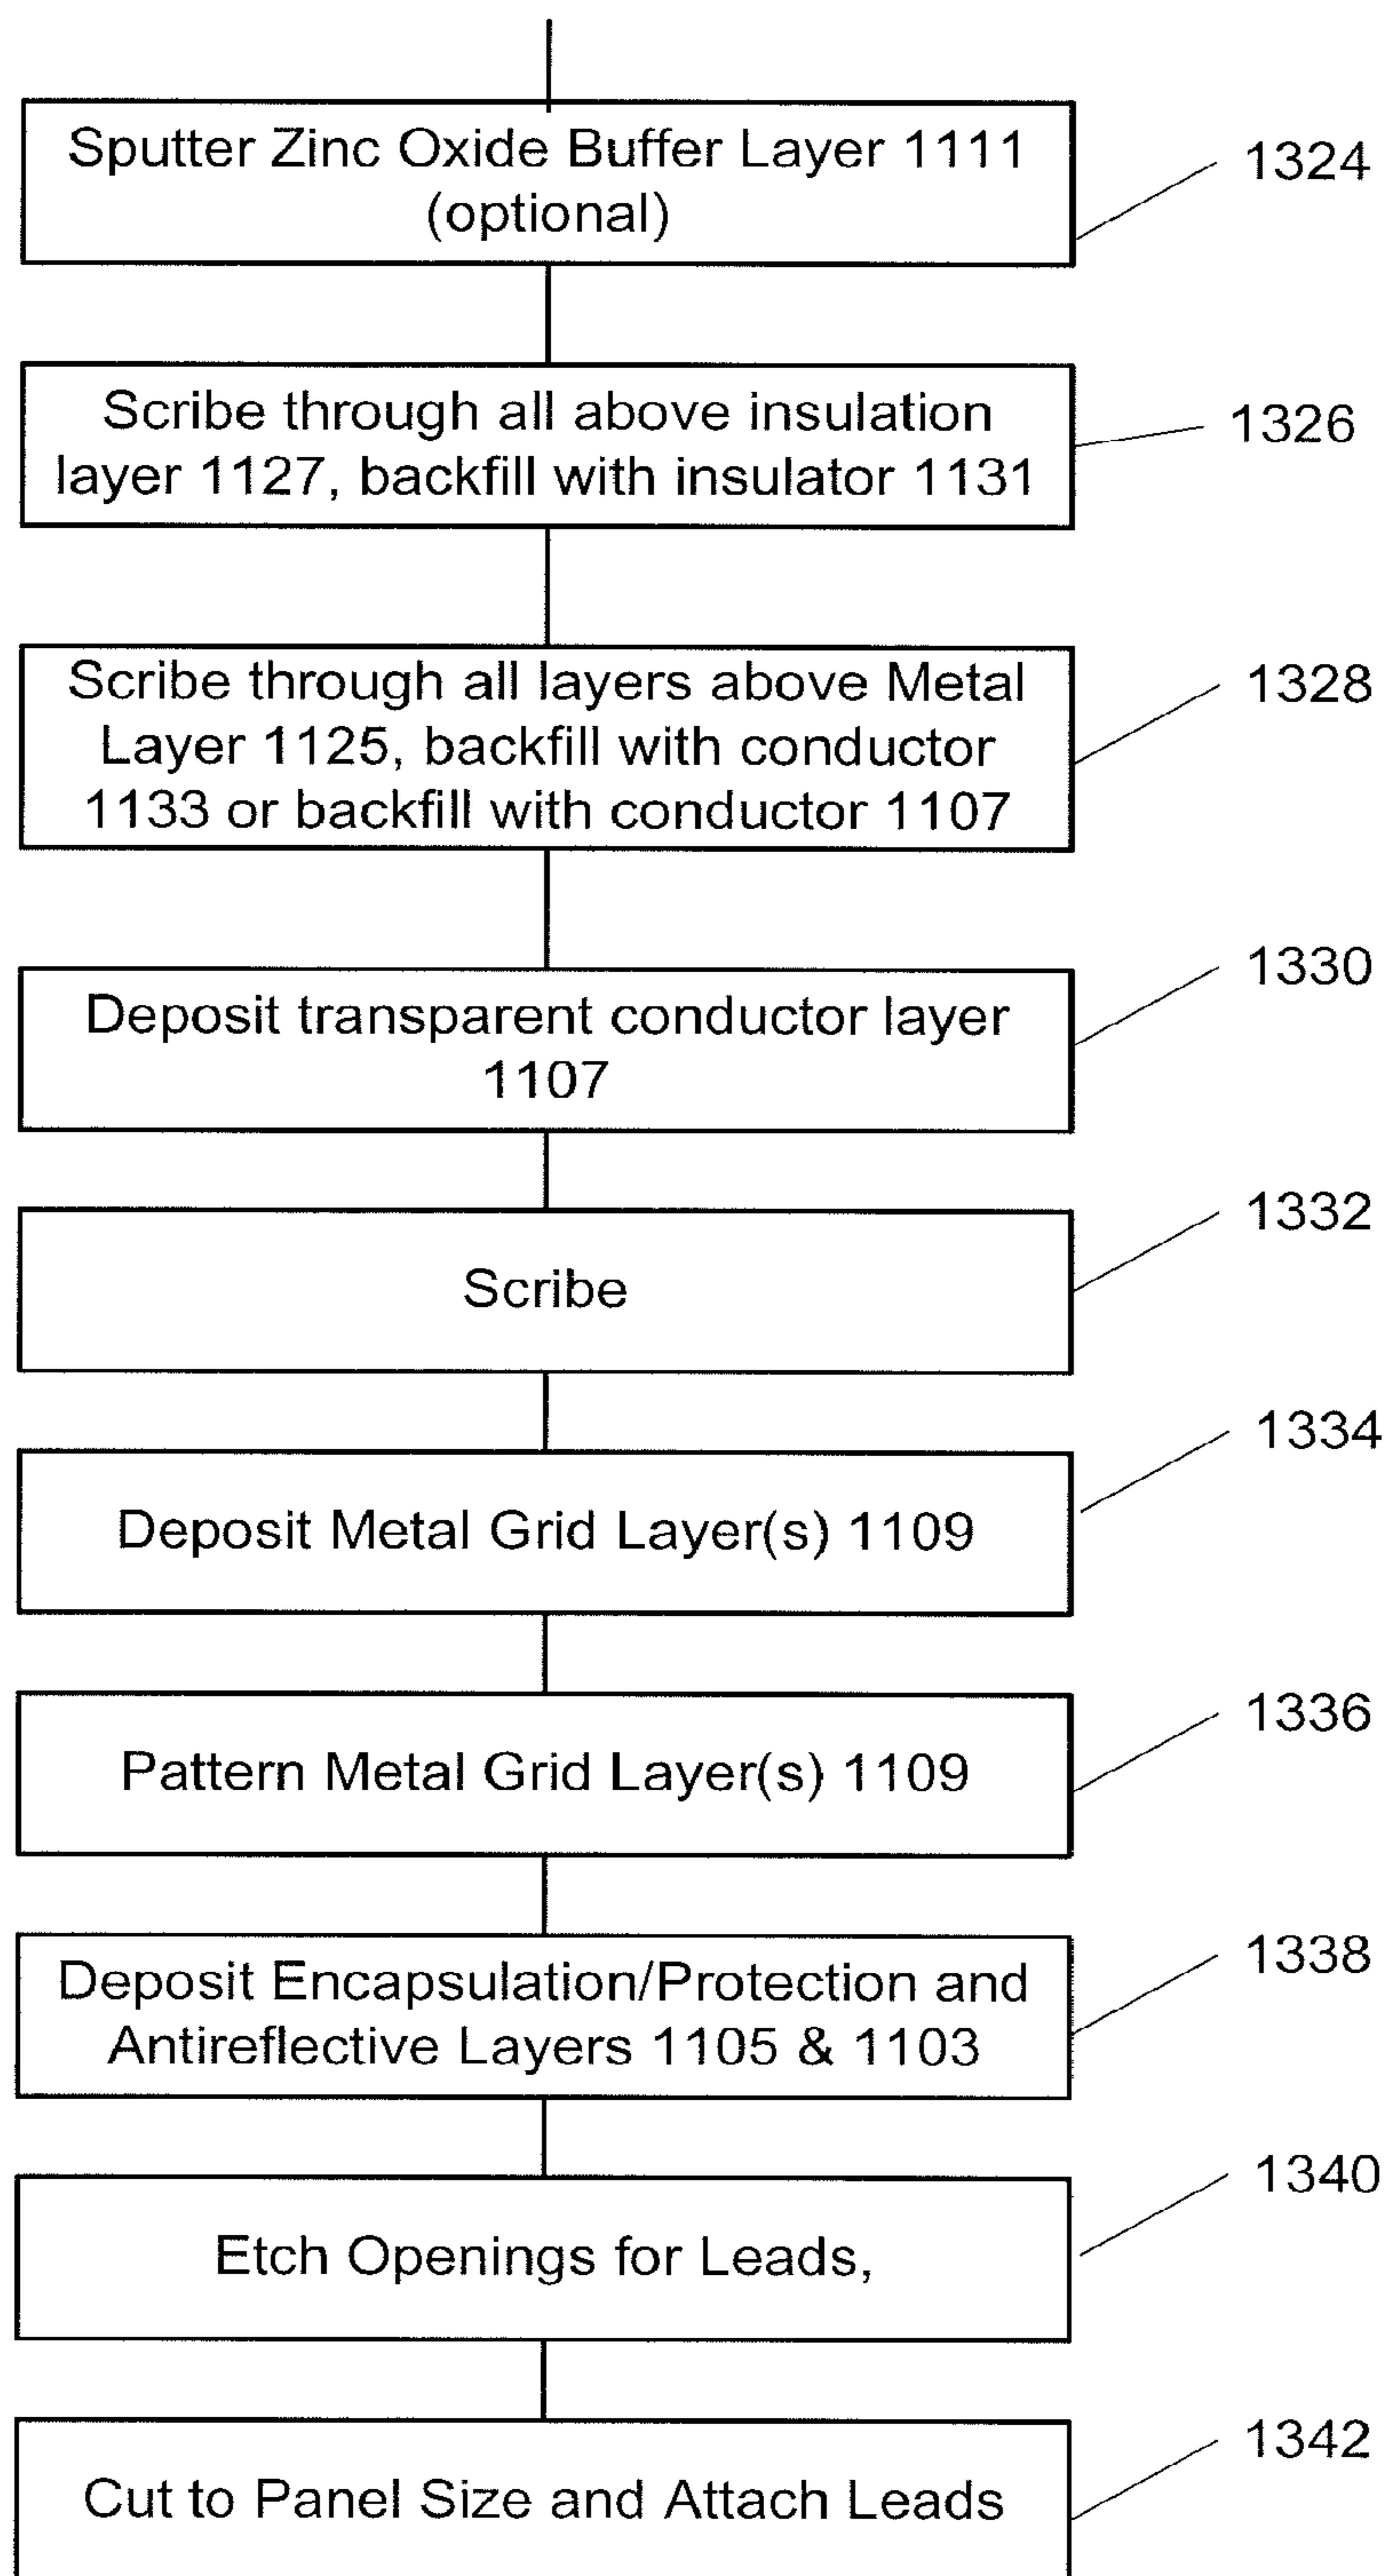 Sputter Zinc Oxide Buffer Layer 1111
(optional)
1324
Scribe through all above insulation
layer 1127, backfill with insulator 1131
1326
Scribe through all layers above Metal
Layer 1125, backfill with conductor
1133 or backfill with conductor 1107
1328
Deposit transparent conductor layer
1107
1330
Scribe
1332
Deposit Metal Grid Layer(s) 1109
1334
Pattern Metal Grid Layer(s) 1109
1336
Deposit Encapsulation/Protection and
Antireflective Layers 1105 & 1103
1338
Etch Openings for Leads,
1340
Cut to Panel Size and Attach Leads
1342